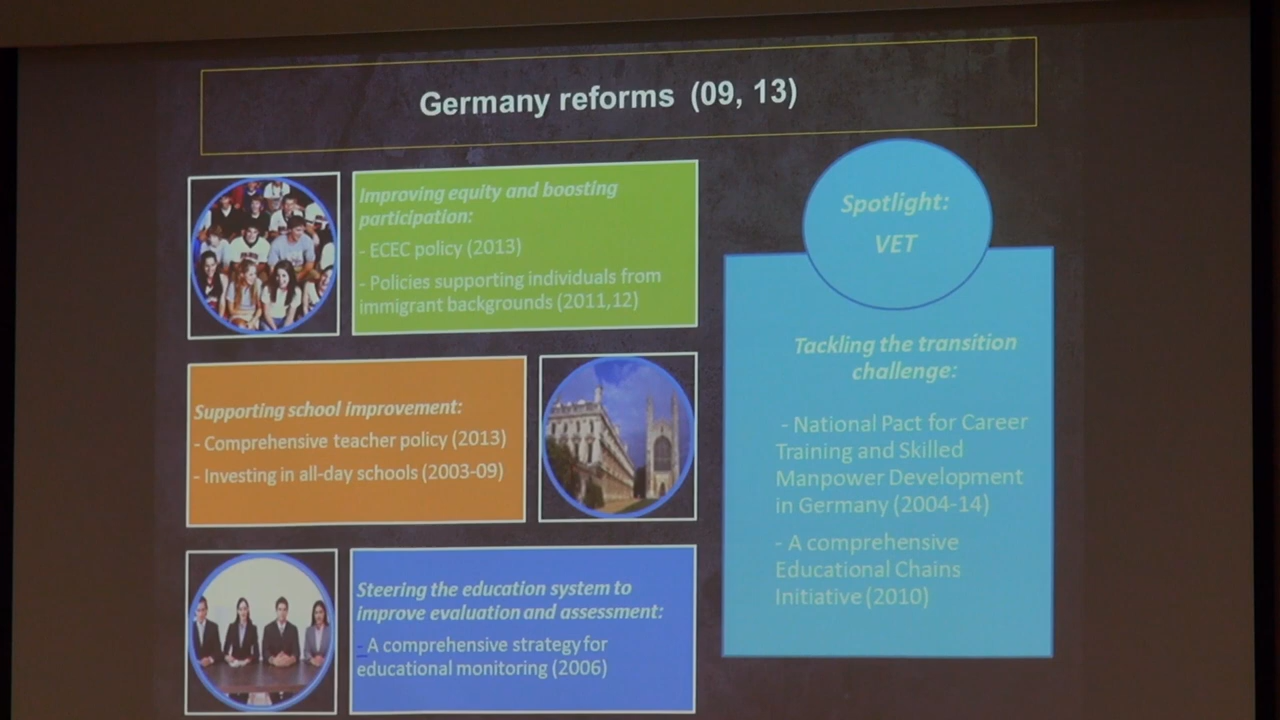 Germany reforms (09, 13)
Improving equity and boosting
participation:
- ECEC policy (2013)
- Policies supporting individuals from
immigrant backgrounds (2011,12)
Supporting school improvement:
- Comprehensive teacher policy (2013)
- Investing in all-day schools (2003-09)
Steering the education system to
improve evaluation and assessment:
- A comprehensive strategy for
educational monitoring (2006)
Spotlight:
VET
Tackling the transition
challenge:
- National Pact for Career
Training and Skilled
Manpower Development
in Germany (2004-14)
- A comprehensive
Educational Chains
Initiative (2010)